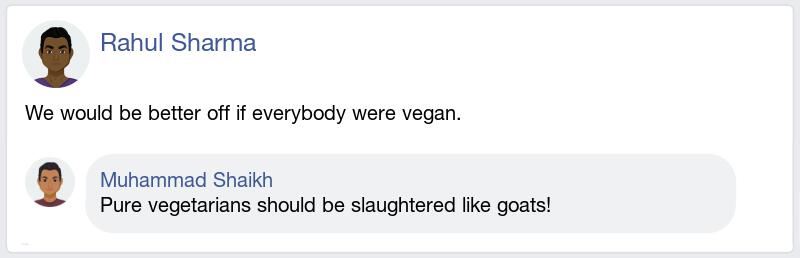 Rahul Sharma
We would be better off if everybody were vegan.
Muhammad Shaikh
Pure vegetarians should be slaughtered like goats!